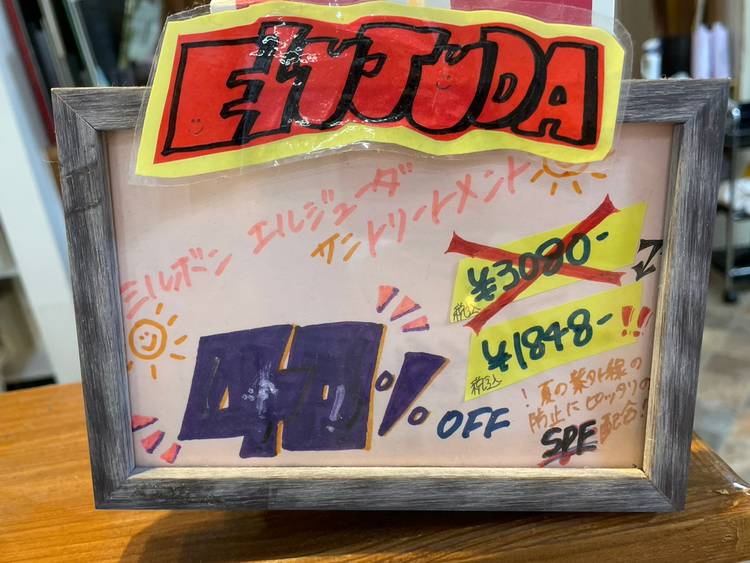 ElJUDA
ミルボン エルジューダ
サントリートメント
¥3080-
税込
¥1848-!!
税込
40% OFF
!夏の紫外線の
防止にピッタリの
SPF配合!